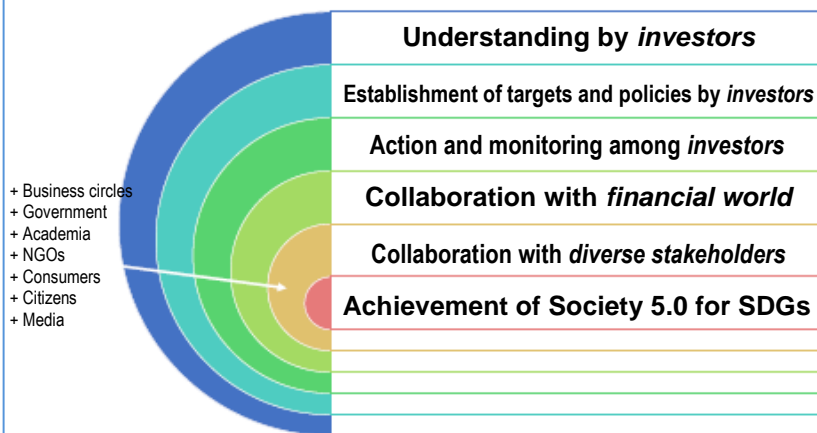 Understanding by investors
Establishment of targets and policies by investors
Action and monitoring among investors
Collaboration with financial world
Collaboration with diverse stakeholders
Achievement of Society 5.0 for SDGs
+ Business circles
+ Government
+ Academia
+ NGOs
+ Consumers
+ Citizens
+ Media